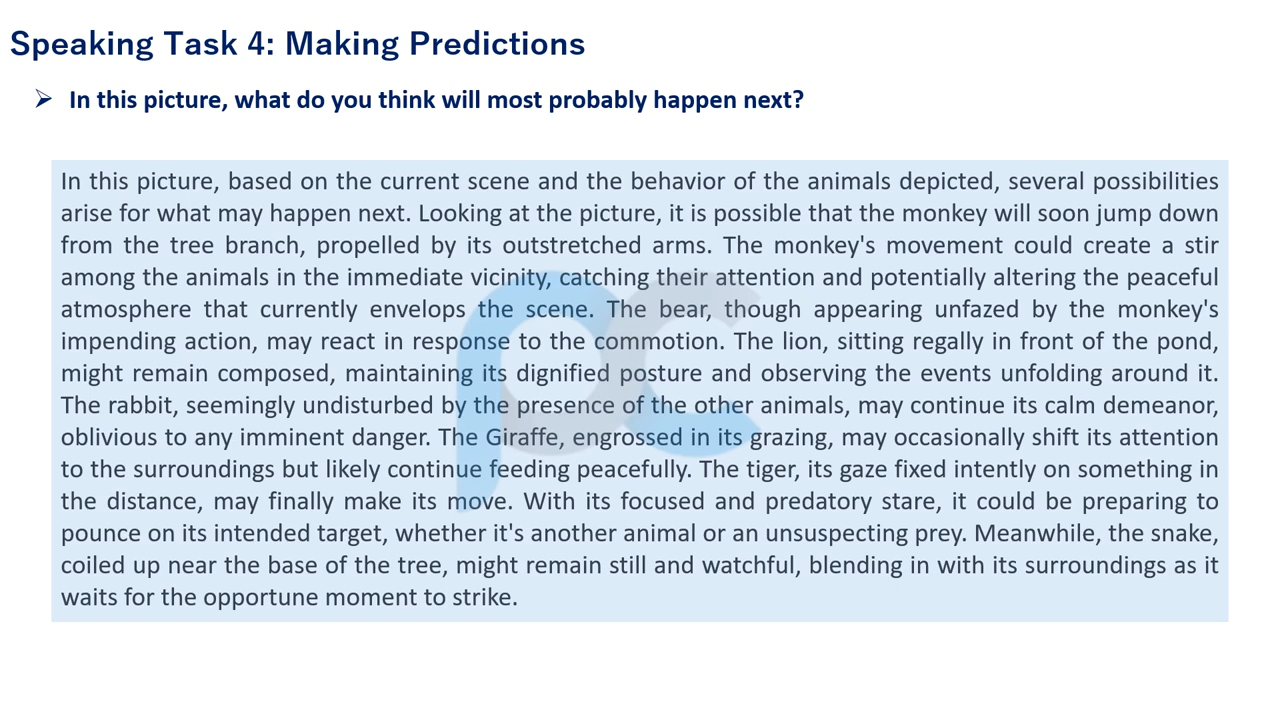 Speaking Task 4: Making Predictions
➢ In this picture, what do you think will most probably happen next?
In this picture, based on the current scene and the behavior of the animals depicted, several possibilities
arise for what may happen next. Looking at the picture, it is possible that the monkey will soon jump down
from the tree branch, propelled by its outstretched arms. The monkey's movement could create a stir
among the animals in the immediate vicinity, catching their attention and potentially altering the peaceful
atmosphere that currently envelops the scene. The bear, though appearing unfazed by the monkey's
impending action, may react in response to the commotion. The lion, sitting regally in front of the pond,
might remain composed, maintaining its dignified posture and observing the events unfolding around it.
The rabbit, seemingly undisturbed by the presence of the other animals, may continue its calm demeanor,
oblivious to any imminent danger. The Giraffe, engrossed in its grazing, may occasionally shift its attention
to the surroundings but likely continue feeding peacefully. The tiger, its gaze fixed intently on something in
the distance, may finally make its move. With its focused and predatory stare, it could be preparing to
pounce on its intended target, whether it's another animal or an unsuspecting prey. Meanwhile, the snake,
coiled up near the base of the tree, might remain still and watchful, blending in with its surroundings as it
waits for the opportune moment to strike.
pc